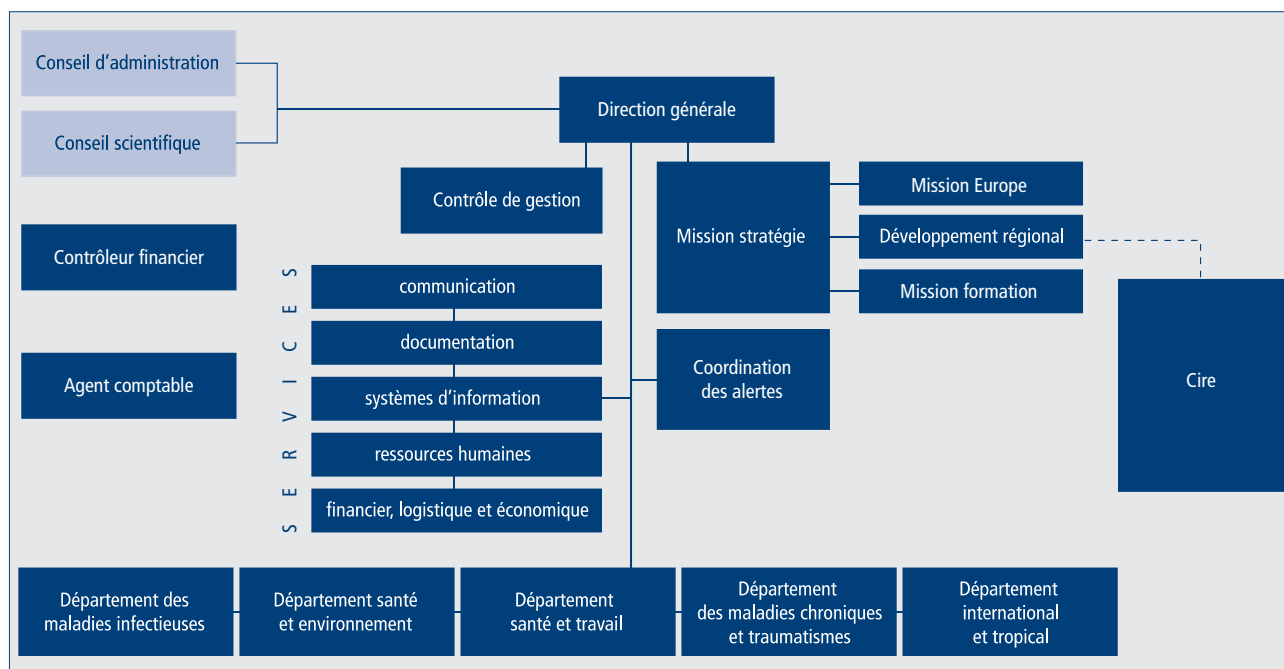 Conseil d'administration
Direction générale
Conseil scientifique
Contrôle de gestion
Mission stratégie
Mission Europe
Développement régional
Mission formation
Contrôleur financier
Agent comptable
SERVICES
communication
documentation
systèmes d'information
ressources humaines
financier, logistique et économique
Coordination
des alertes
Cire
Département des
maladies infectieuses
Département santé
et environnement
Département
santé et travail
Département
des maladies chroniques
et traumatismes
Département
international
et tropical